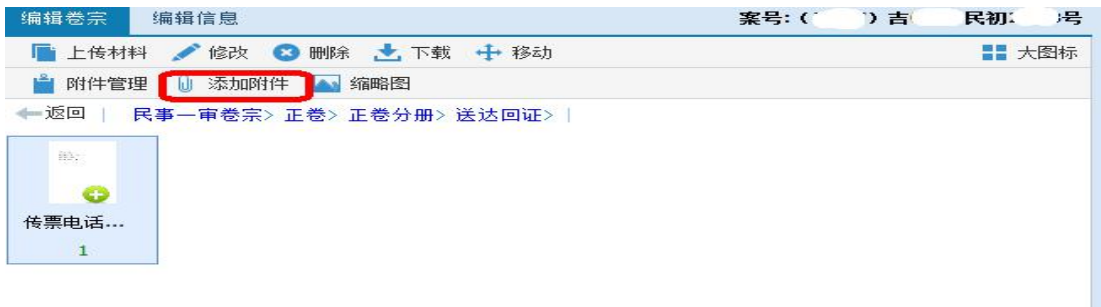 编辑卷宗 编辑信息 案号: ( ) 吉 民初 号
上传材料 修改 删除 下载 移动 大图标
附件管理 添加附件 缩略图
返回 | 民事一审卷宗> 正卷> 正卷分册> 送达回证> |
传票电话...
1